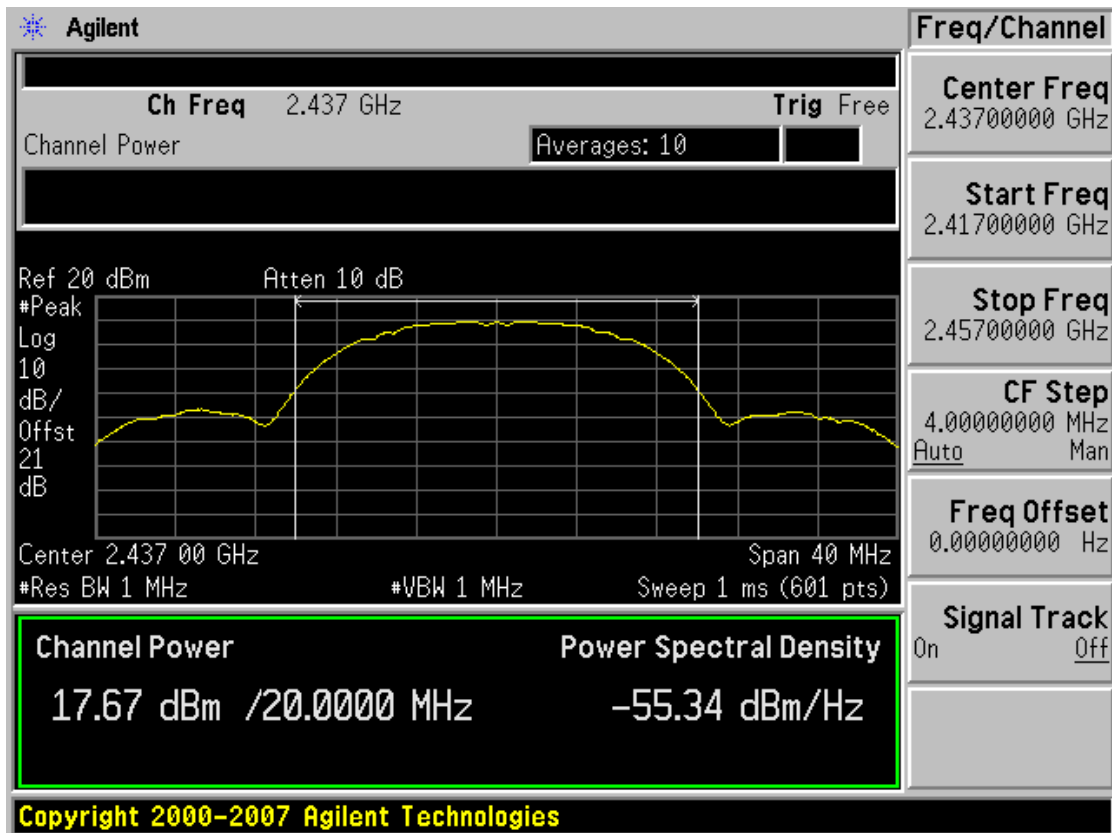 Agilent
Freq/Channel
Ch Freq 2.437 GHz Trig Free
Channel Power Averages: 10
Ref 20 dBm Atten 10 dB
#Peak
Log
10
dB/
Offst
21
dB
Center 2.437 00 GHz Span 40 MHz
#Res BW 1 MHz #VBW 1 MHz Sweep 1 ms (601 pts)
Channel Power Power Spectral Density
17.67 dBm /20.0000 MHz -55.34 dBm/Hz
Center Freq
2.43700000 GHz
Start Freq
2.41700000 GHz
Stop Freq
2.45700000 GHz
CF Step
4.00000000 MHz
Auto Man
Freq Offset
0.00000000 Hz
Signal Track
On Off
Copyright 2000-2007 Agilent Technologies